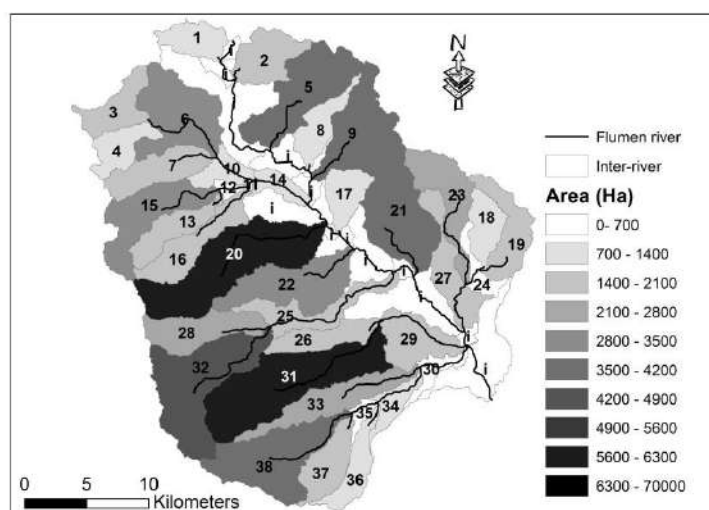 1
2
N
3
5
6
8
9
4
7
10
14
12
11
17
15
13
21
23
18
19
16
20
22
27
24
25
28
26
29
32
31
30
33
35
34
38
37
36
i
i
i
i
i
i
i
i
i
i
i
Flumen river
Inter-river
Area (Ha)
0- 700
700 - 1400
1400 - 2100
2100 - 2800
2800 - 3500
3500 - 4200
4200 - 4900
4900 - 5600
5600 - 6300
6300 - 70000
0 5 10
Kilometers